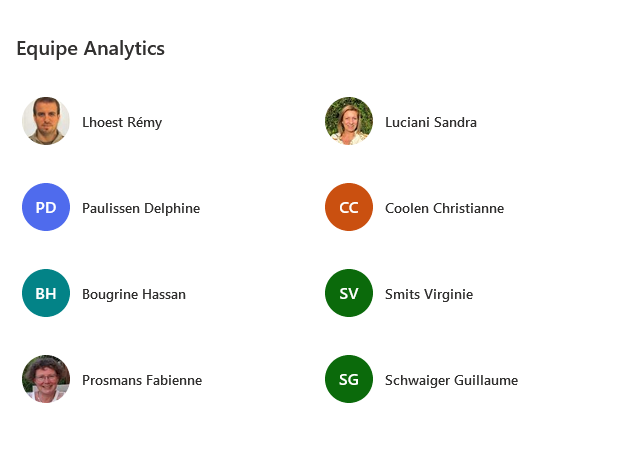 Equipe Analytics
Lhoest Rémy
Luciani Sandra
PD
Paulissen Delphine
CC
Coolen Christianne
BH
Bougrine Hassan
SV
Smits Virginie
Prosmans Fabienne
SG
Schwaiger Guillaume